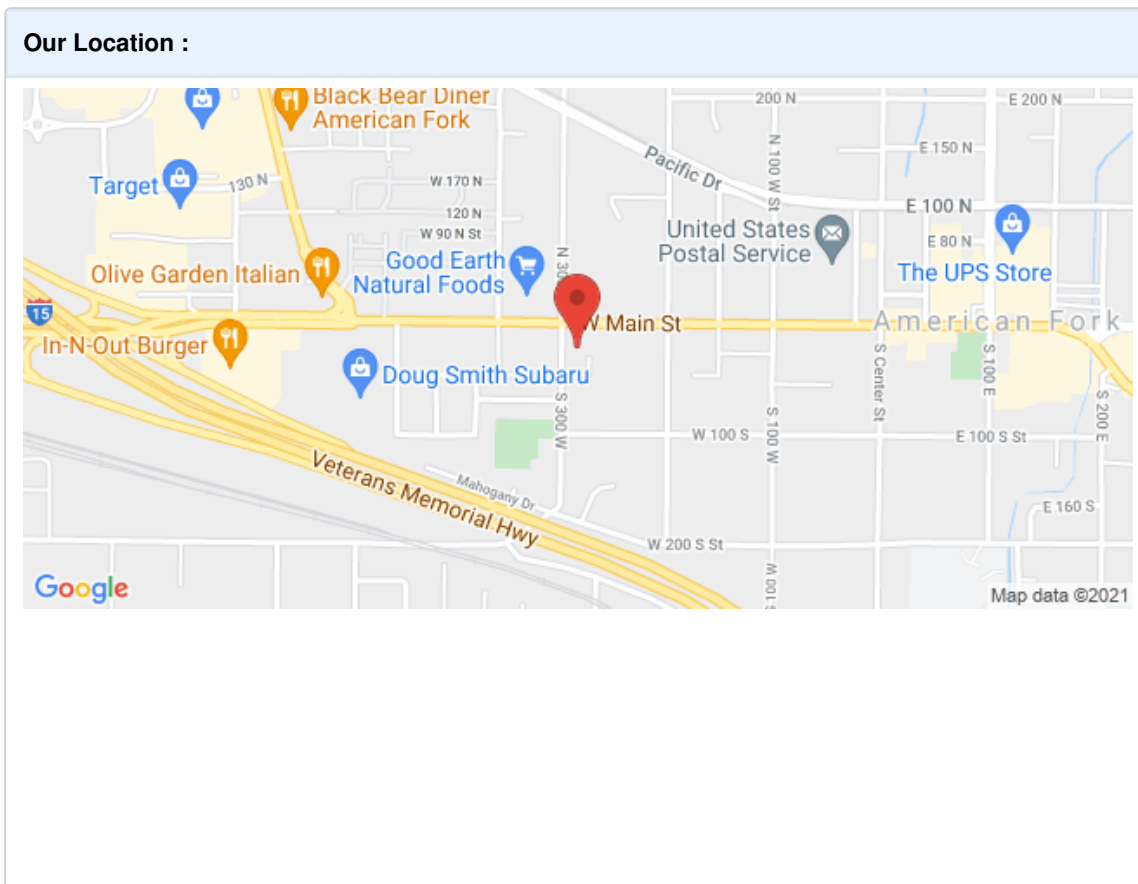 Our Location :
Black Bear Diner
American Fork
200 N
E 200 N
N 100 W St
Pacific Dr
E 150 N
Target
130 N
W 170 N
E 100 N
120 N
W 90 N St
United States
Postal Service
E 80 N
The UPS Store
Olive Garden Italian
Good Earth
Natural Foods
N 30
15
W Main St
American Fork
In-N-Out Burger
Doug Smith Subaru
S 300 W
S Center St
S 100 E
S 200 E
W 100 S
S 100 W
E 100 S St
Veterans Memorial Hwy
Mahogany Dr
E 160 S
W 200 S St
S 100 W
Google
Map data ©2021